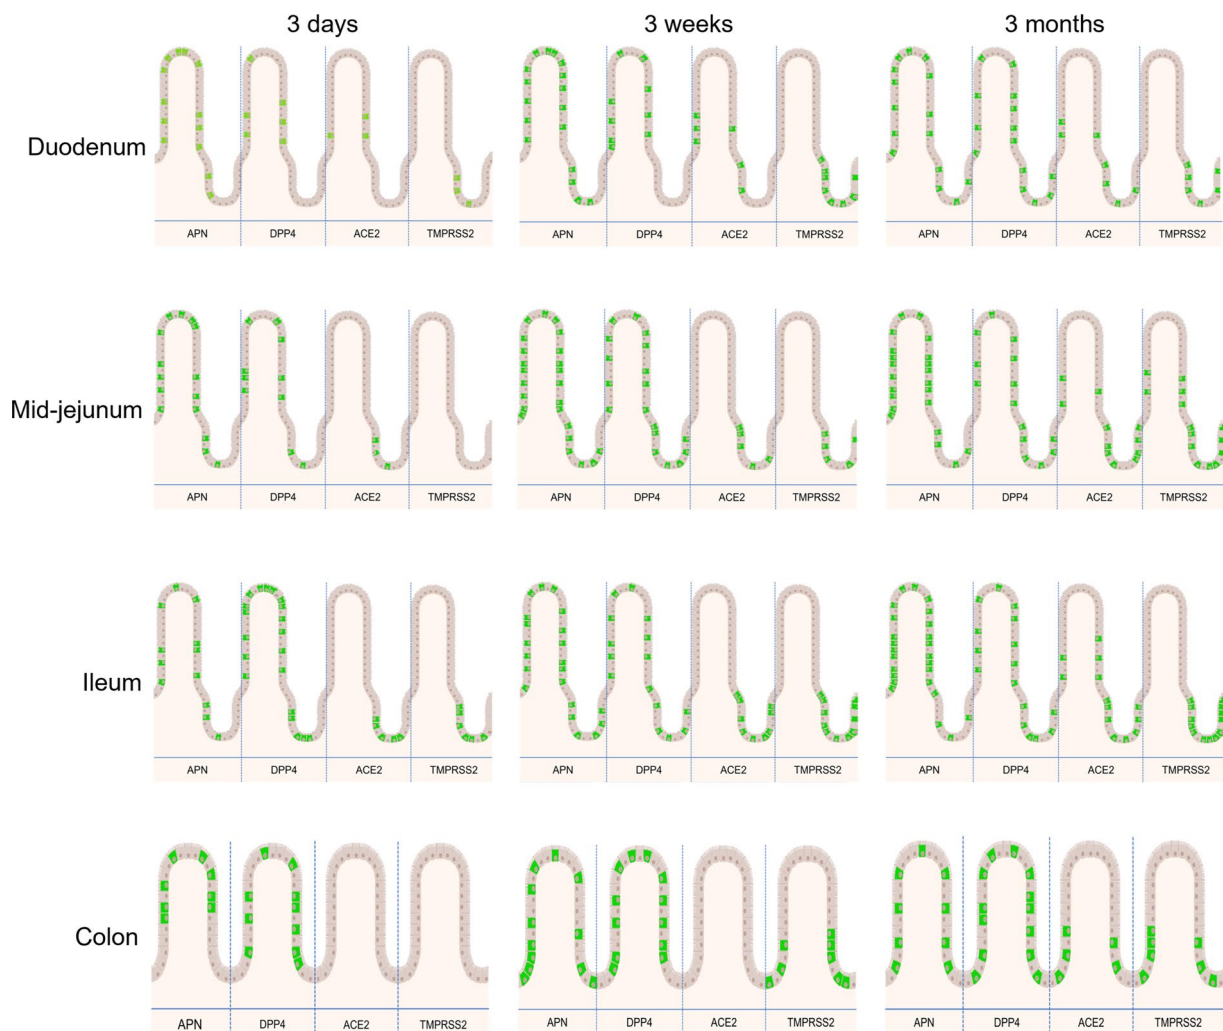 3 days 3 weeks 3 months
Duodenum
APN DPP4 ACE2 TMPRSS2 APN DPP4 ACE2 TMPRSS2 APN DPP4 ACE2 TMPRSS2
Mid-jejunum
APN DPP4 ACE2 TMPRSS2 APN DPP4 ACE2 TMPRSS2 APN DPP4 ACE2 TMPRSS2
Ileum
APN DPP4 ACE2 TMPRSS2 APN DPP4 ACE2 TMPRSS2 APN DPP4 ACE2 TMPRSS2
Colon
APN DPP4 ACE2 TMPRSS2 APN DPP4 ACE2 TMPRSS2 APN DPP4 ACE2 TMPRSS2